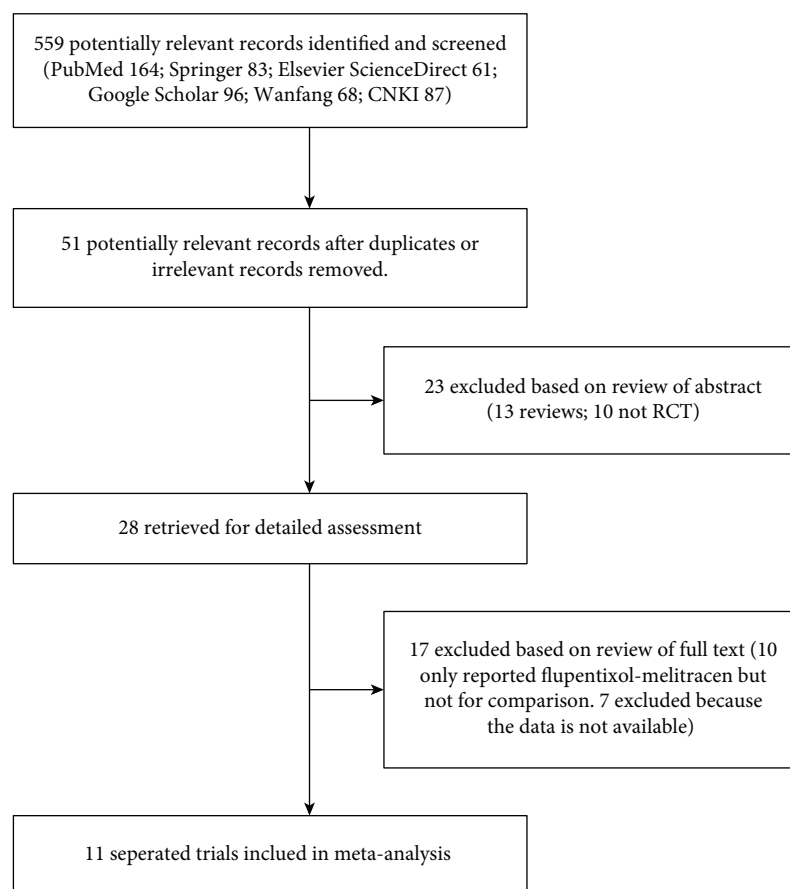 559 potentially relevant records identified and screened
(PubMed 164; Springer 83; Elsevier ScienceDirect 61;
Google Scholar 96; Wanfang 68; CNKI 87)
51 potentially relevant records after duplicates or
irrelevant records removed.
23 excluded based on review of abstract
(13 reviews; 10 not RCT)
28 retrieved for detailed assessment
17 excluded based on review of full text (10
only reported flupentixol-melitracen but
not for comparison. 7 excluded because
the data is not available)
11 seperated trials inclued in meta-analysis